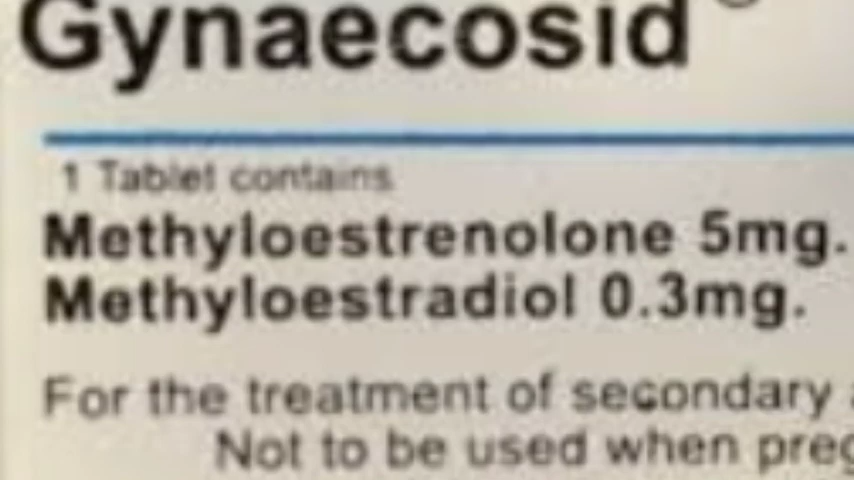 Gynaecosid
1 Tablet contains
Methyloestrenolone 5mg.
Methyloestradiol 0.3mg.
For the treatment of secondary
Not to be used when